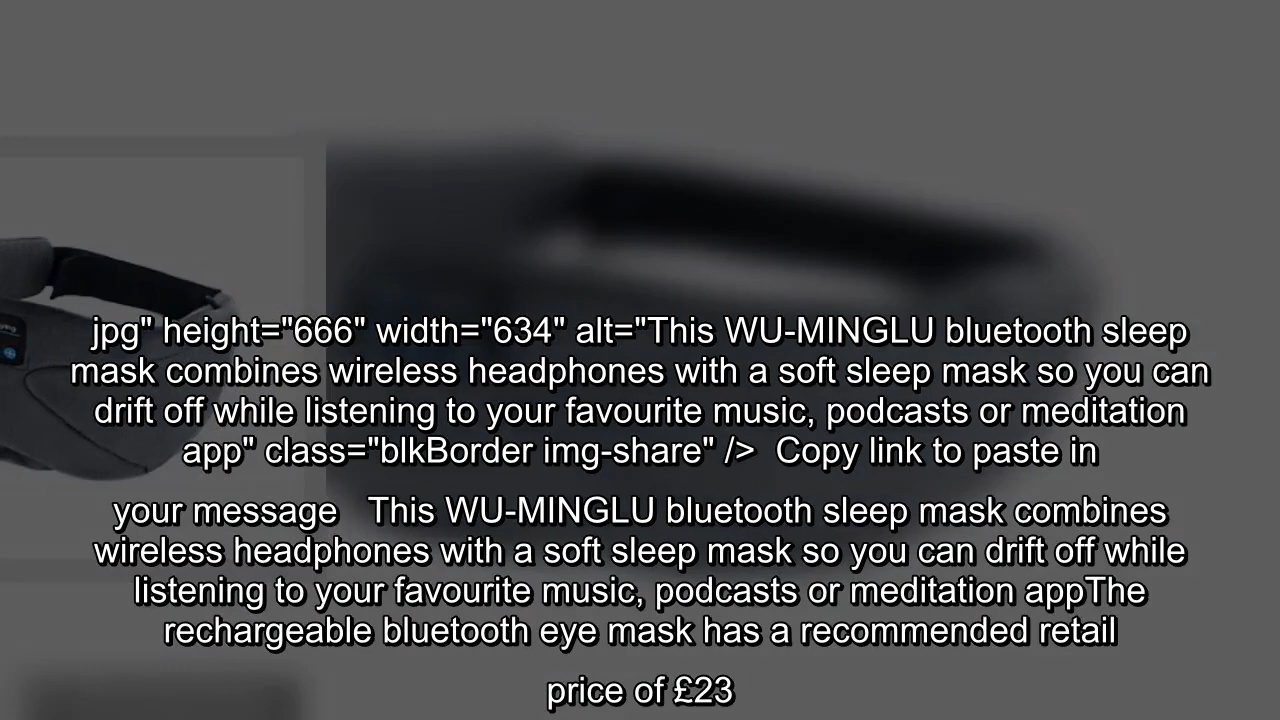 jpg" height="666" width="634" alt="This WU-MINGLU bluetooth sleep
mask combines wireless headphones with a soft sleep mask so you can
drift off while listening to your favourite music, podcasts or meditation
app" class="blkBorder img-share" /> Copy link to paste in
your message This WU-MINGLU bluetooth sleep mask combines
wireless headphones with a soft sleep mask so you can drift off while
listening to your favourite music, podcasts or meditation appThe
rechargeable bluetooth eye mask has a recommended retail
price of £23